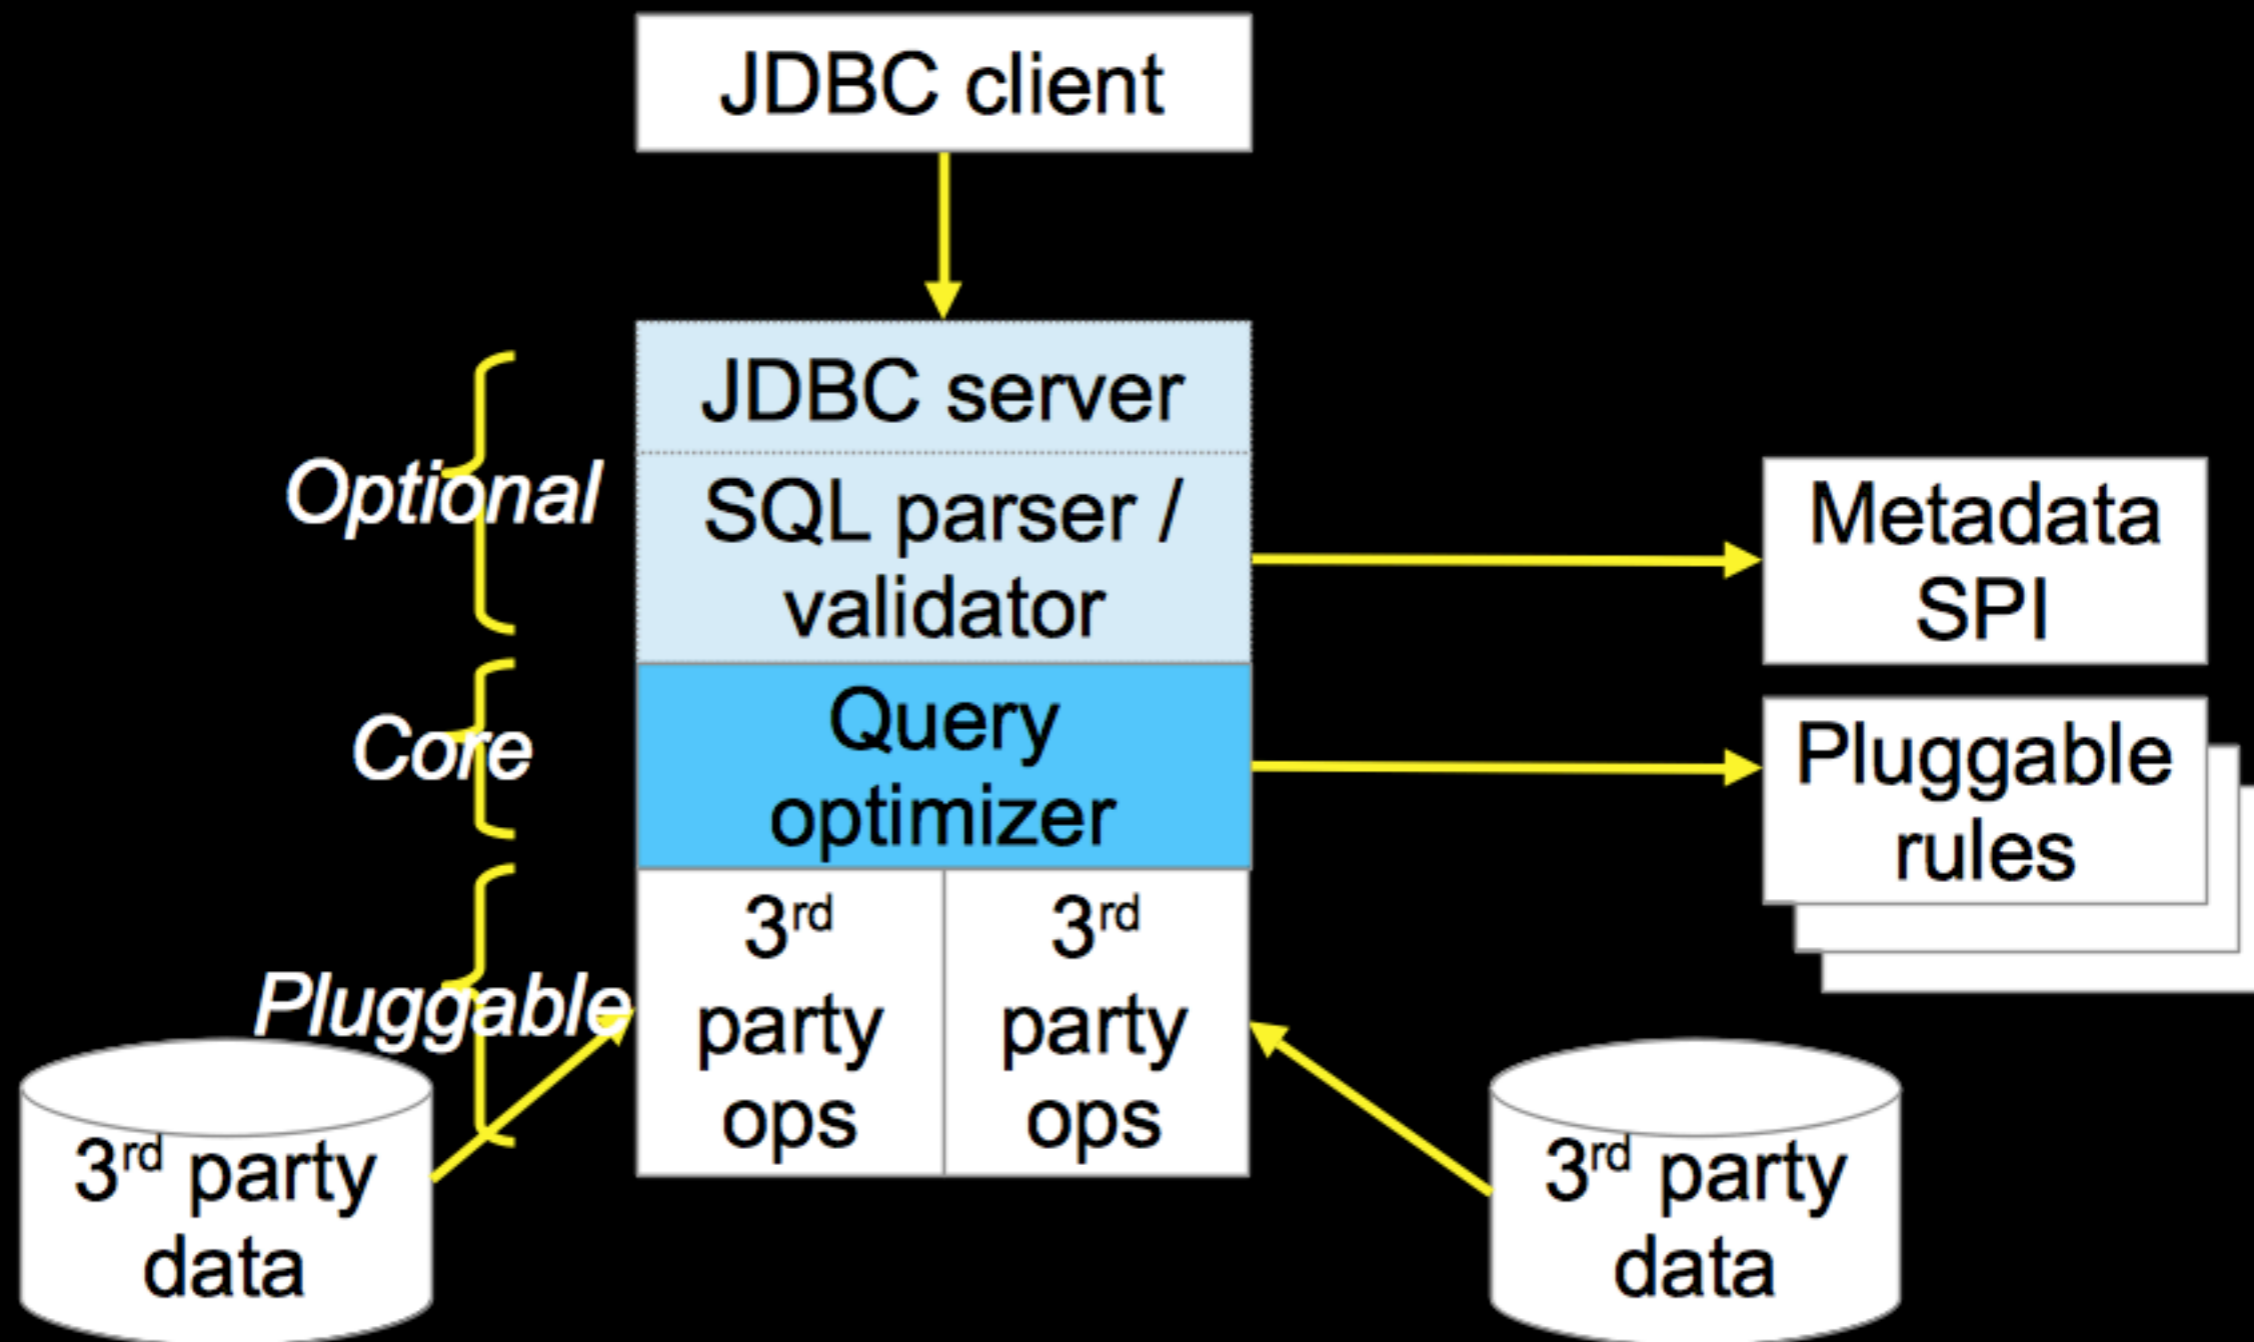 JDBC client
JDBC server
Optional
SQL parser /
validator
Metadata
SPI
Core
Query
optimizer
Pluggable
rules
Pluggable
3rd
party
ops
3rd
party
ops
3rd party
data
3rd party
data